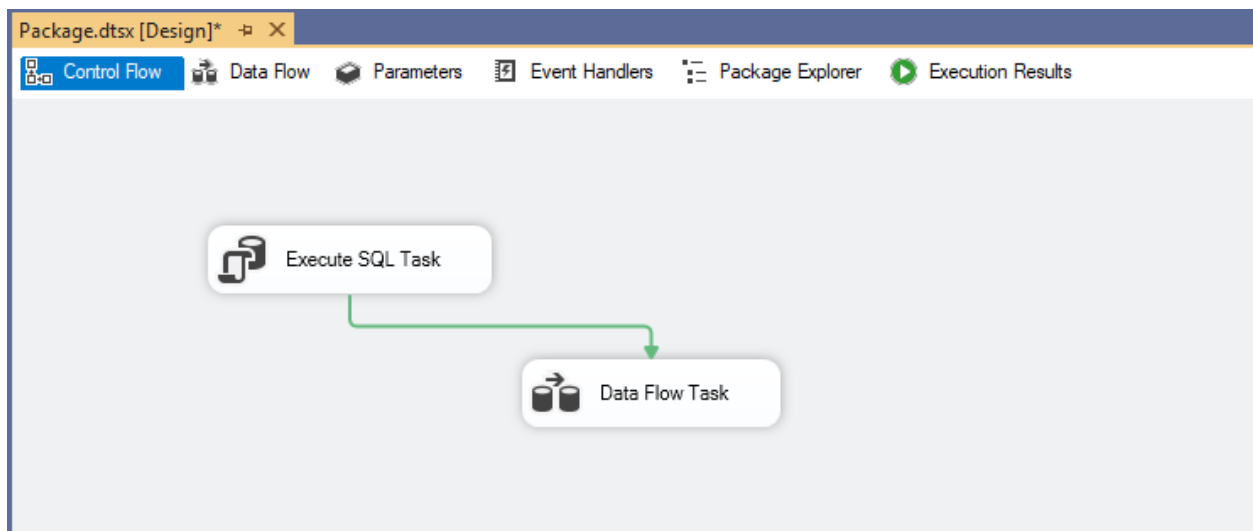 Package.dtsx [Design]*
Control Flow Data Flow Parameters Event Handlers Package Explorer Execution Results
Execute SQL Task
Data Flow Task